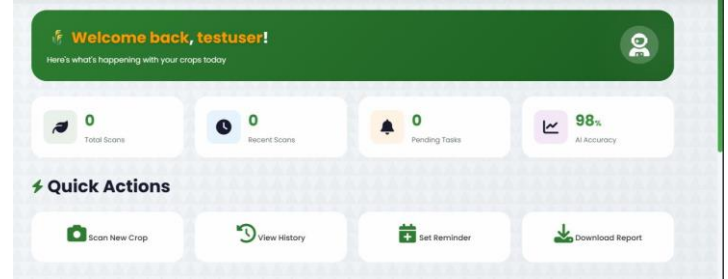 Welcome back, testuser!
Here's what's happening with your crops today
0
Total Scans
0
Recent Scans
0
Pending Tasks
98%
AI Accuracy
Quick Actions
Scan New Crop
View History
Set Reminder
Download Report